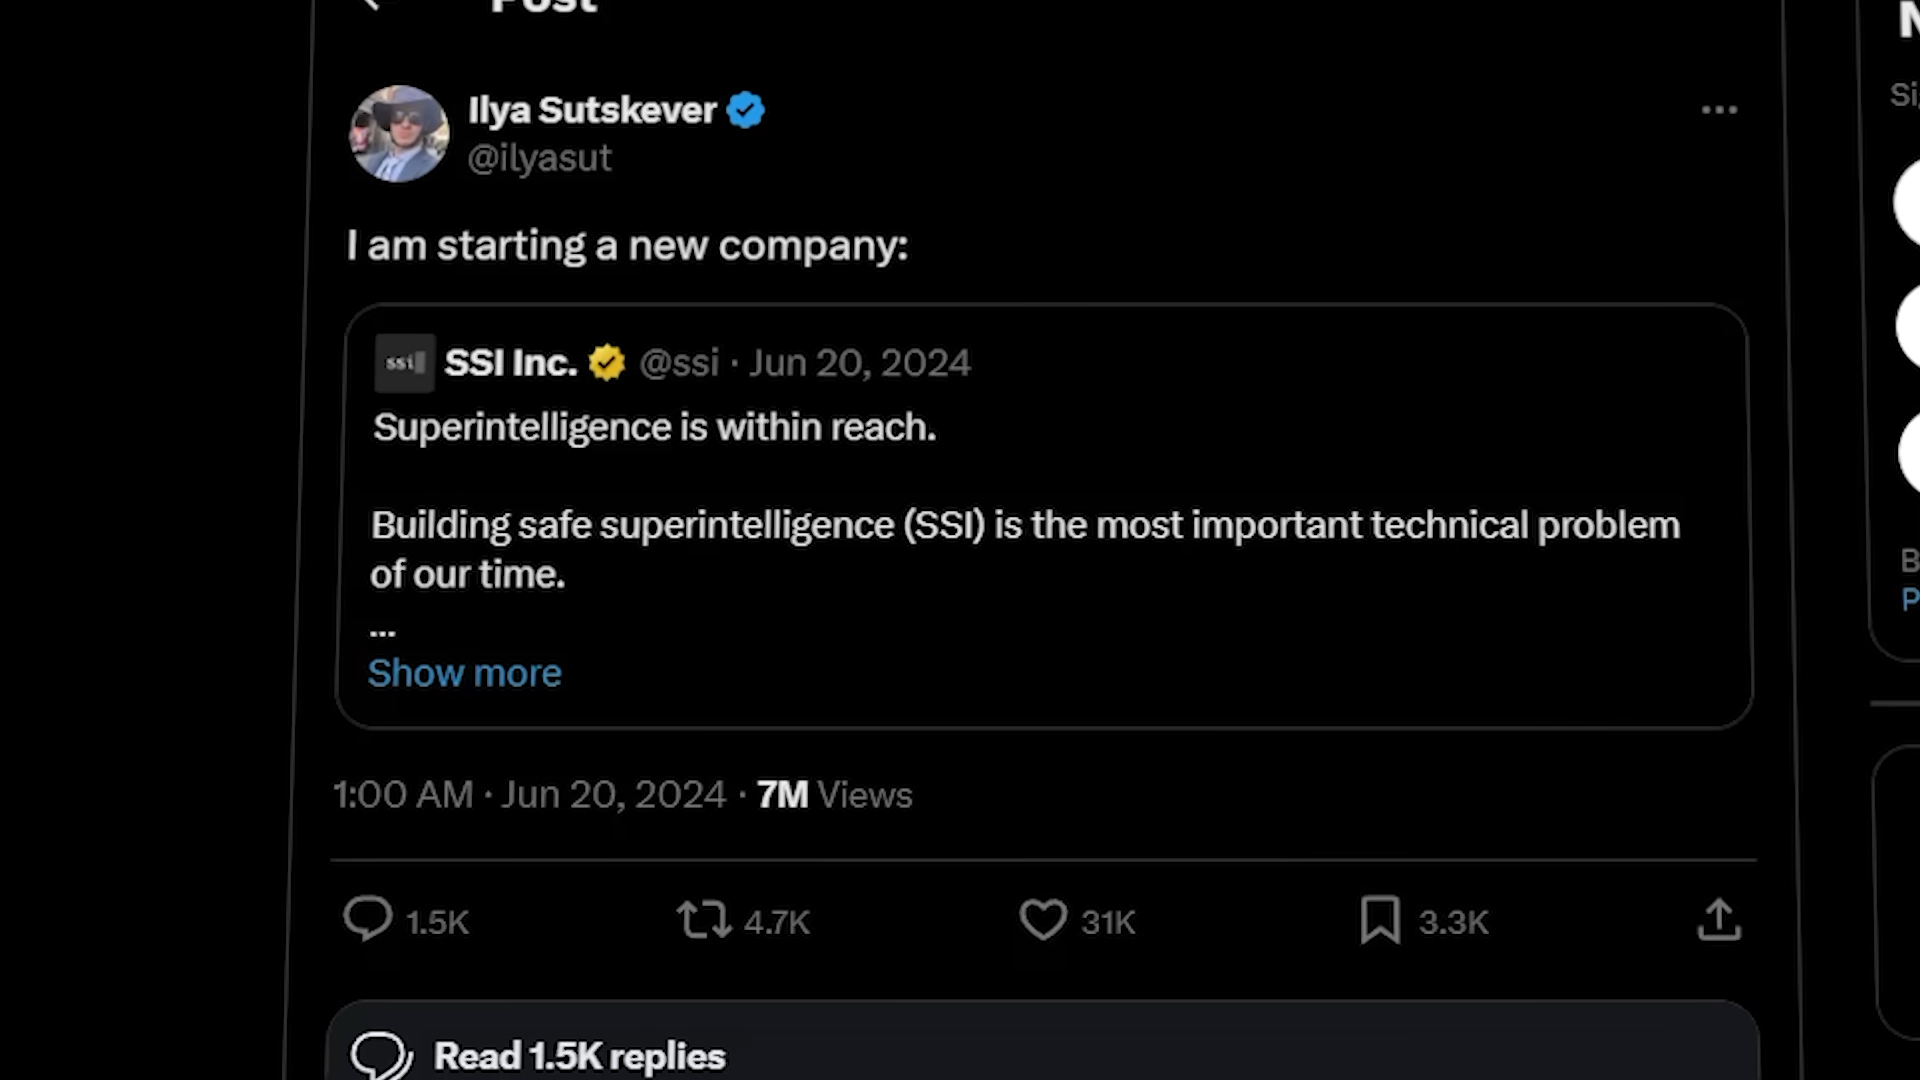 Post
Ilya Sutskever
@ilyasut
I am starting a new company:
ssi
SSI Inc. @ssi · Jun 20, 2024
Superintelligence is within reach.
Building safe superintelligence (SSI) is the most important technical problem
of our time.
...
Show more
1:00 AM · Jun 20, 2024 · 7M Views
1.5K 4.7K 31K 3.3K
Read 1.5K replies